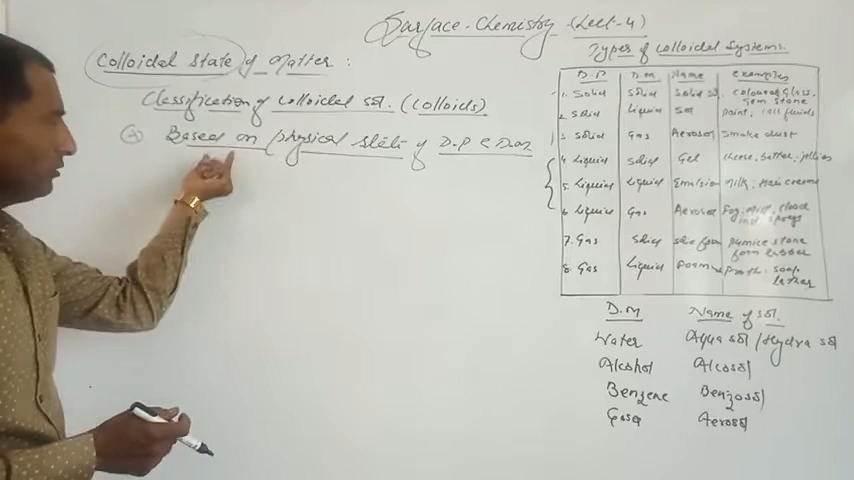 Surface-Chemistry (Lect-4)
Colloidal State of Matter :
Classification of colloidal sol. (colloids)
(A) Based on physical state of D.P & D.M
Types of colloidal Systems.
D.P D.M Name examples
1. Solid Solid Solid sol. coloured glass, Gem stone
2. Solid Liquid Sol paint, cell fluids
3. Solid Gas Aerosol Smoke dust
4. Liquid Solid Gel cheese, butter, jellies
5. Liquid Liquid Emulsion Milk, Hair cream
6. Liquid Gas Aerosol Fog, mist, cloud
7. Gas Solid Pumice stone
foam rubber
8. Gas Liquid Foam Froth. soap
lather
D.M Name of sol.
Water Aqua sol / Hydra sol
Alcohol Alcosol
Benzene Benzosol
Gases Aerosol